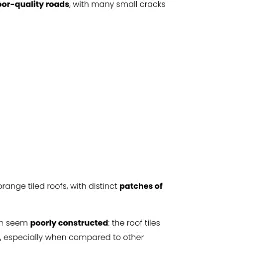 oor-quality roads, with many small cracks
orange tiled roofs, with distinct patches of
seem poorly constructed: the roof tiles
, especially when compared to other